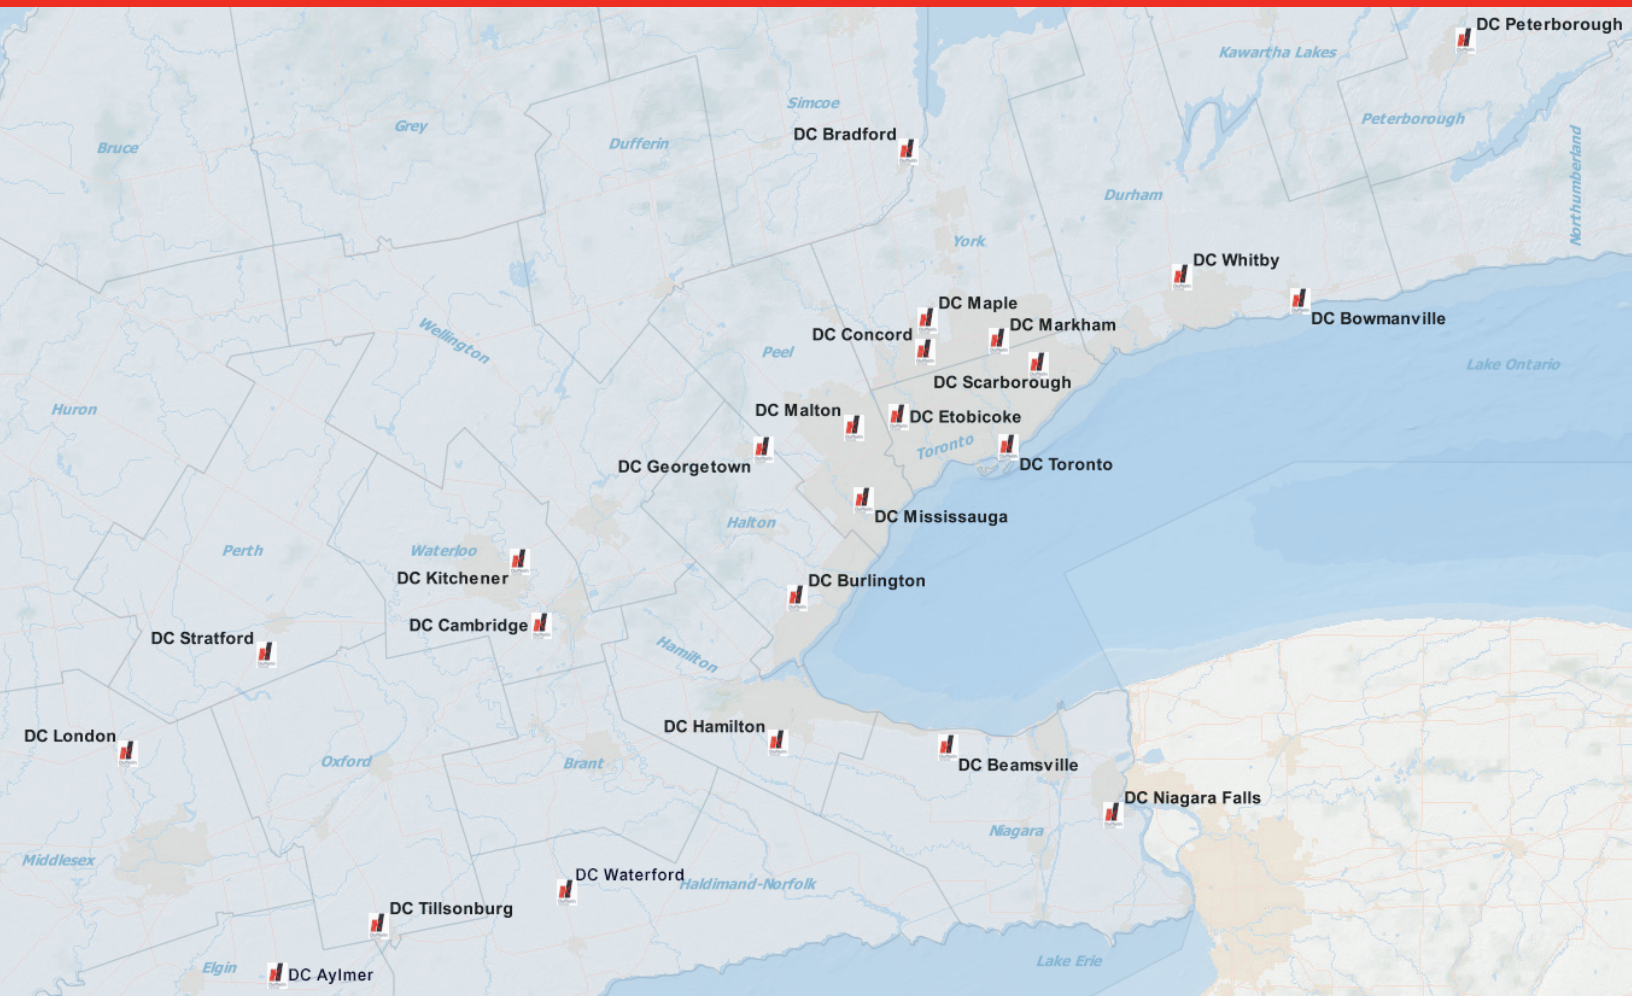 DC Peterborough
Kawartha Lakes
Simcoe
Peterborough
Grey
DC Bradford
Bruce
Dufferin
Northumberland
Durham
York
DC Whitby
DC Maple
DC Bowmanville
DC Markham
DC Concord
Wellington
Peel
Lake Ontario
DC Scarborough
Huron
DC Malton
DC Etobicoke
Toronto
DC Georgetown
DC Toronto
DC Mississauga
Halton
Perth
Waterloo
DC Kitchener
DC Burlington
DC Cambridge
DC Stratford
Hamilton
DC London
DC Hamilton
Oxford
Brant
DC Beamsville
DC Niagara Falls
Niagara
Middlesex
DC Waterford
Haldimand-Norfolk
DC Tillsonburg
Lake Erie
Elgin
DC Aylmer